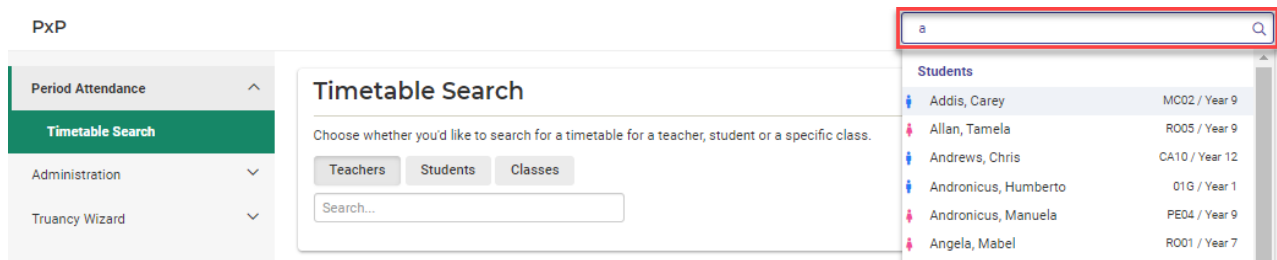 PxP
a
Period Attendance
Timetable Search
Administration
Truancy Wizard
Timetable Search
Choose whether you'd like to search for a timetable for a teacher, student or a specific class.
Teachers Students Classes
Search...
Students
Addis, Carey MC02 / Year 9
Allan, Tamela RO05 / Year 9
Andrews, Chris CA10 / Year 12
Andronicus, Humberto 01G / Year 1
Andronicus, Manuela PE04 / Year 9
Angela, Mabel RO01 / Year 7